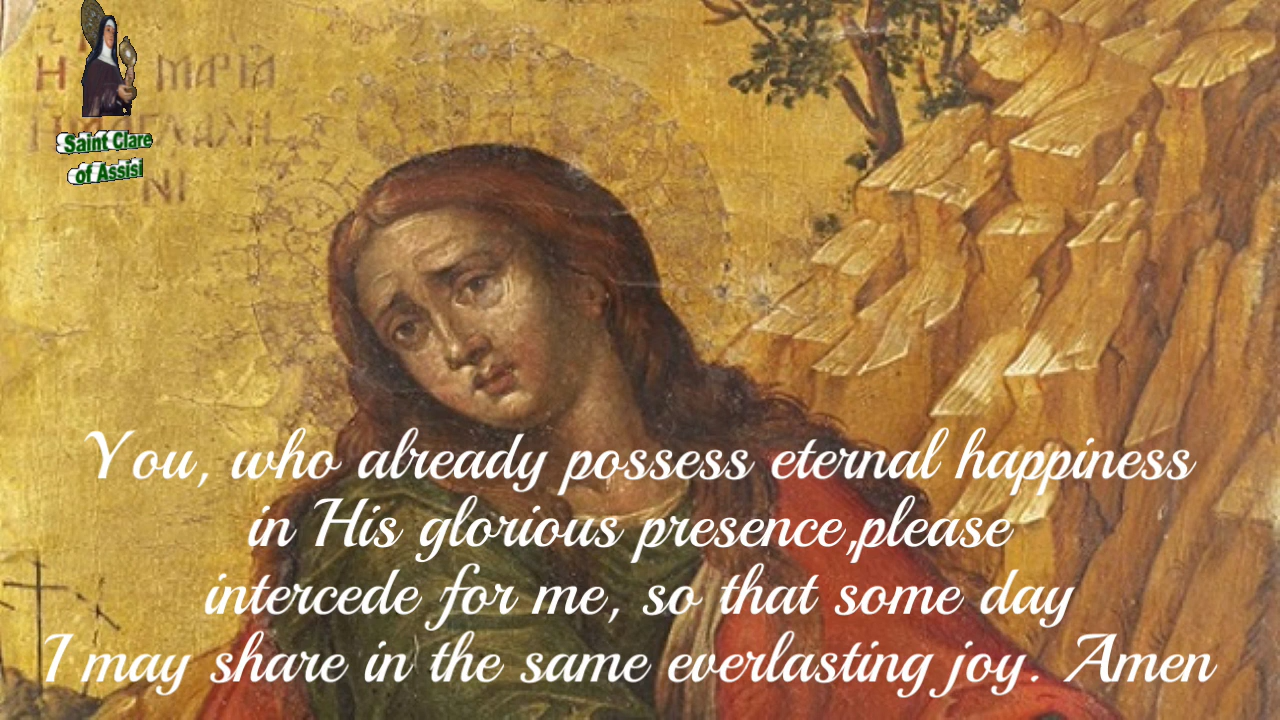 Η ΜΑΡΙΑ
Saint Clare
of Assisi
ΝΙ
You, who already possess eternal happiness
in His glorious presence,please
intercede for me, so that some day
I may share in the same everlasting joy. Amen